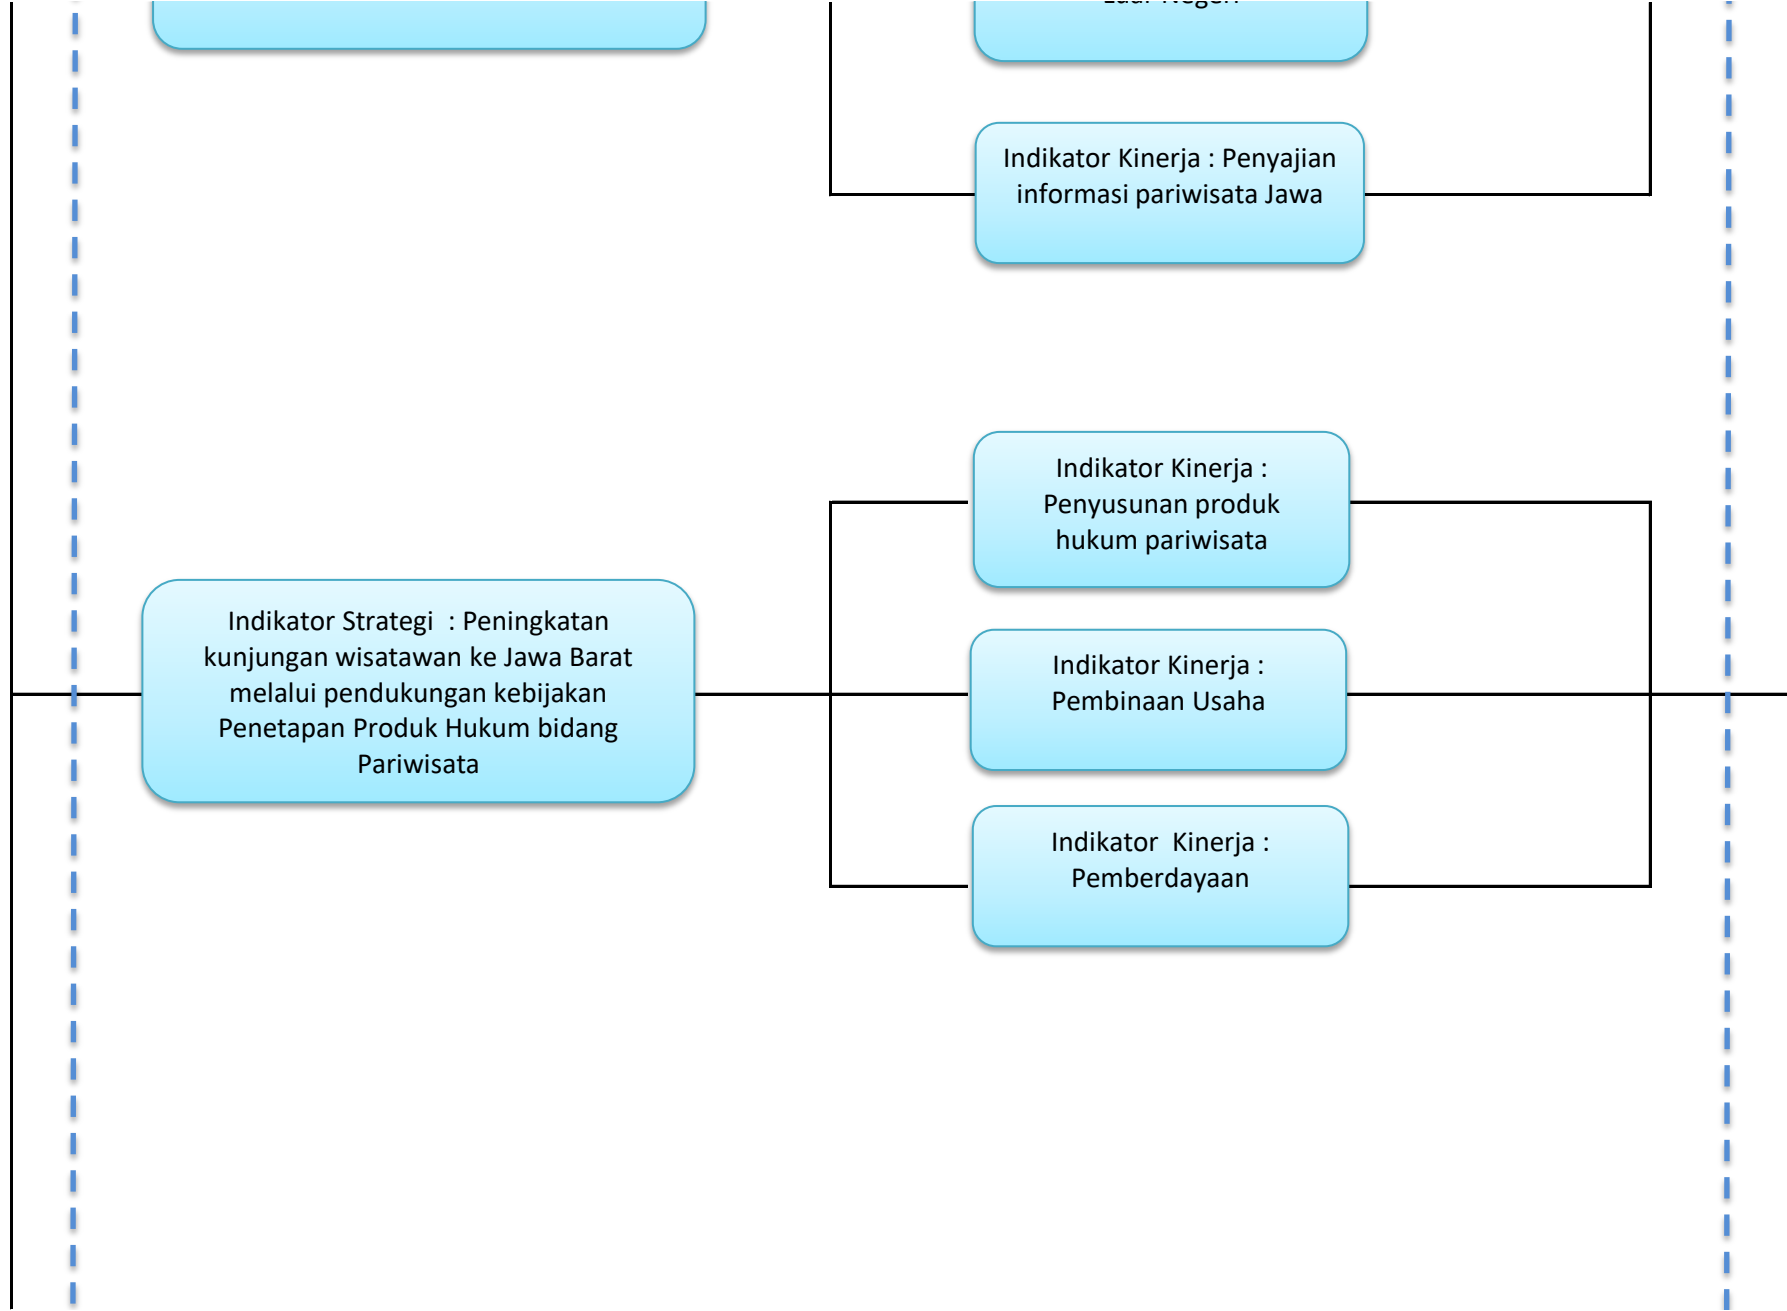 Indikator Kinerja : Penyajian
informasi pariwisata Jawa
Indikator Kinerja :
Penyusunan produk
hukum pariwisata
Indikator Strategi  : Peningkatan
kunjungan wisatawan ke Jawa Barat
melalui pendukungan kebijakan
Penetapan Produk Hukum bidang
Pariwisata
Indikator Kinerja :
Pembinaan Usaha
Indikator  Kinerja :
Pemberdayaan